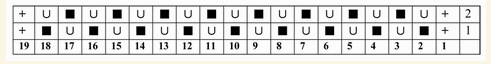 + ∪ ■ ∪ ■ ∪ ■ ∪ ■ ∪ ■ ∪ ■ ∪ ■ ∪ ■ ∪ + 2
+ ■ ∪ ■ ∪ ■ ∪ ■ ∪ ■ ∪ ■ ∪ ■ ∪ ■ ∪ ■ + 1
19 18 17 16 15 14 13 12 11 10 9 8 7 6 5 4 3 2 1